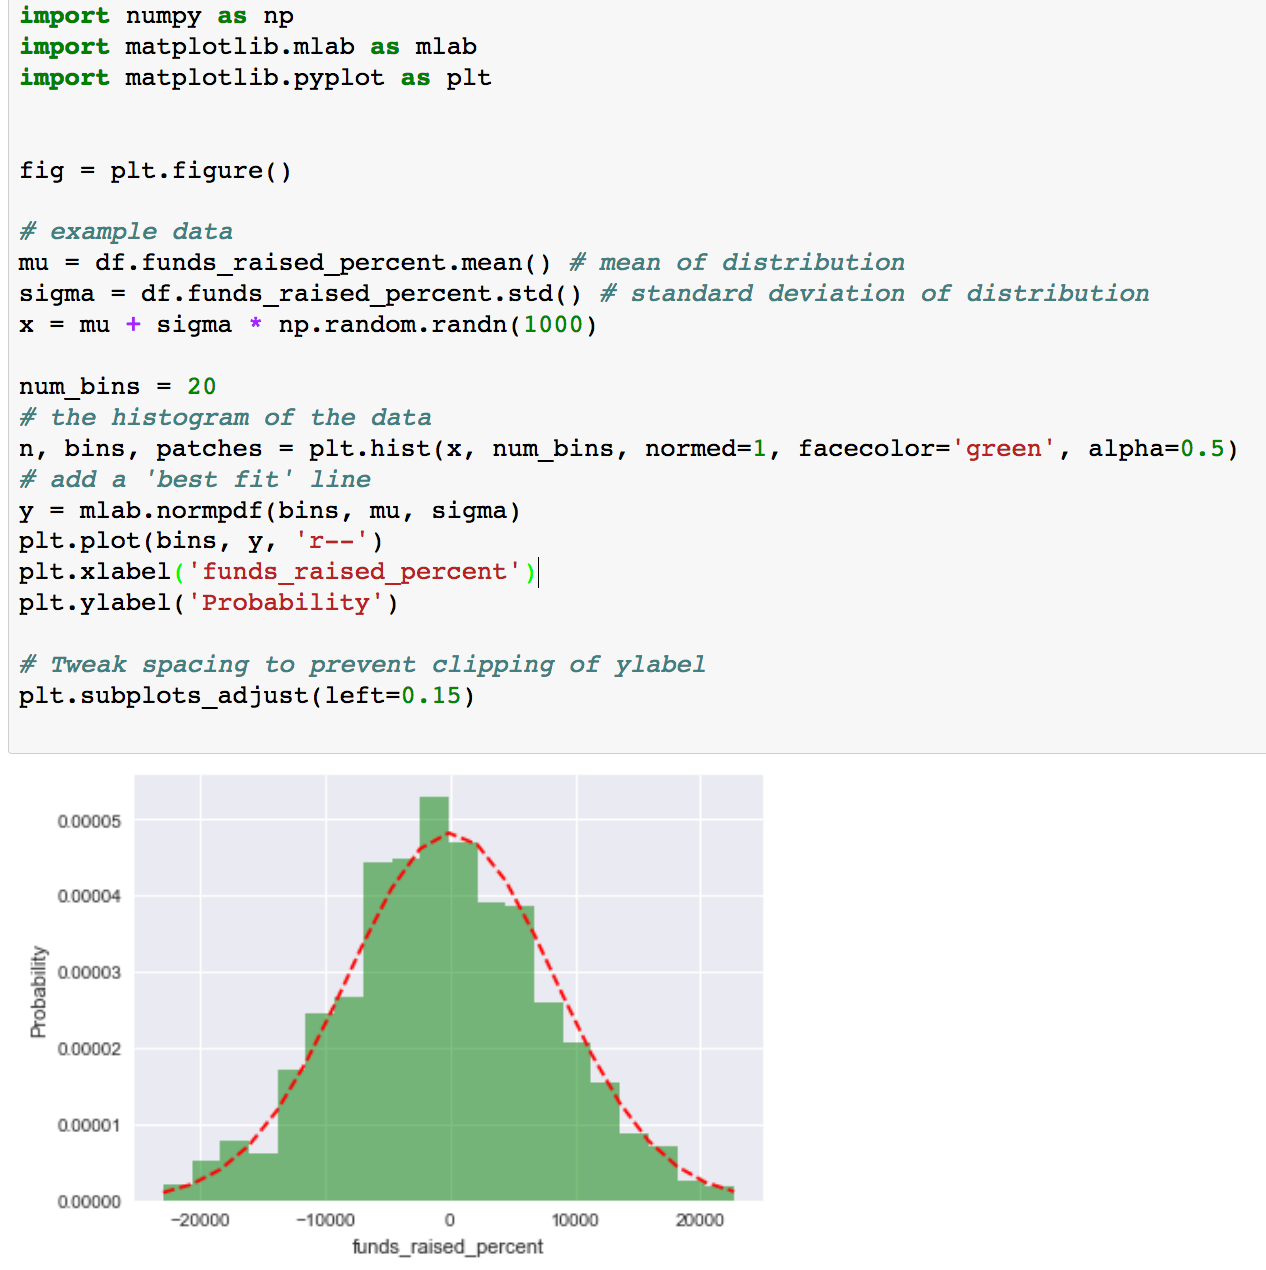 import numpy as np
import matplotlib.mlab as mlab
import matplotlib.pyplot as plt
fig = plt.figure()
# example data
mu = df.funds_raised_percent.mean() # mean of distribution
sigma = df.funds_raised_percent.std() # standard deviation of distribution
x = mu + sigma * np.random.randn(1000)
num_bins = 20
# the histogram of the data
n, bins, patches = plt.hist(x, num_bins, normed=1, facecolor='green', alpha=0.5)
# add a 'best fit' line
y = mlab.normpdf(bins, mu, sigma)
plt.plot(bins, y, 'r--')
plt.xlabel('funds_raised_percent')
plt.ylabel('Probability')
# Tweak spacing to prevent clipping of ylabel
plt.subplots_adjust(left=0.15)
0.00005
0.00004
0.00003
0.00002
0.00001
0.00000
Probability
−20000 −10000 0 10000 20000
funds_raised_percent